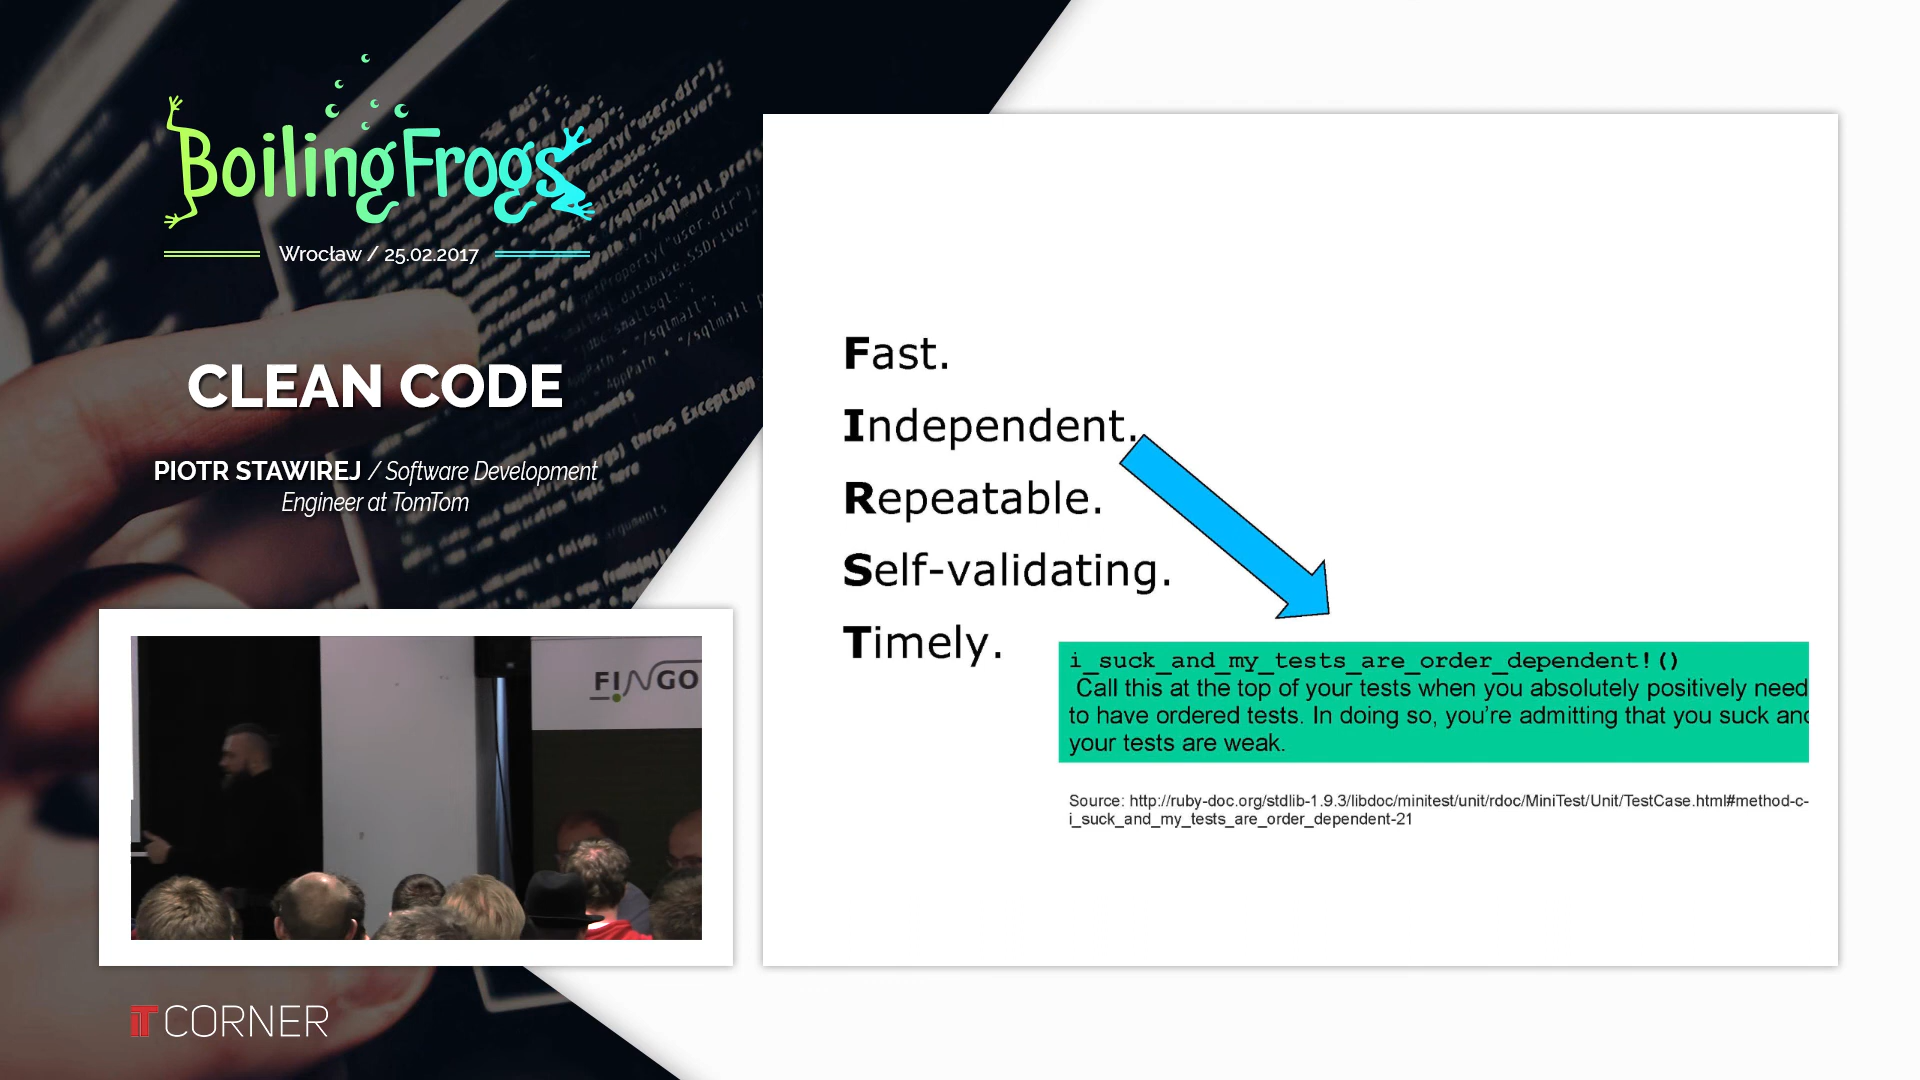 BoilingFrogs
Wrocław / 25.02.2017
CLEAN CODE
PIOTR STAWIREJ / Software Development
Engineer at TomTom
FINGO
IT CORNER
Fast.
Independent.
Repeatable.
Self-validating.
Timely.
i_suck_and_my_tests_are_order_dependent!()
Call this at the top of your tests when you absolutely positively need
to have ordered tests. In doing so, you’re admitting that you suck and
your tests are weak.
Source: http://ruby-doc.org/stdlib-1.9.3/libdoc/minitest/unit/rdoc/MiniTest/Unit/TestCase.html#method-c-
i_suck_and_my_tests_are_order_dependent-21